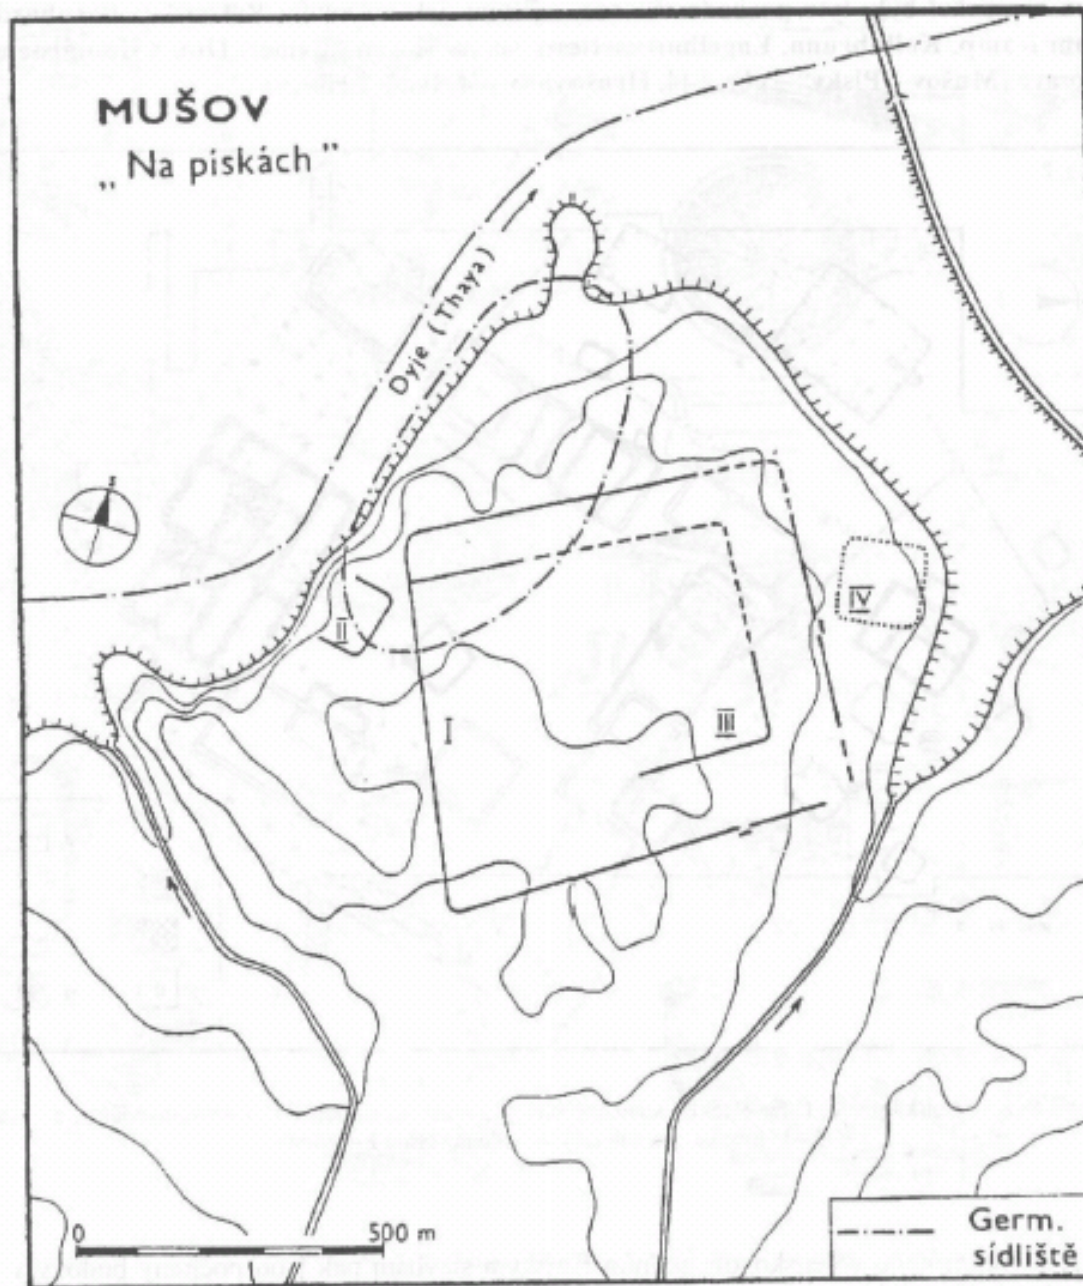 MUŠOV
„ Na pískách ”
Dyje (Thaya)
s
II
IV
I
III
0 500 m
Germ.
sídliště